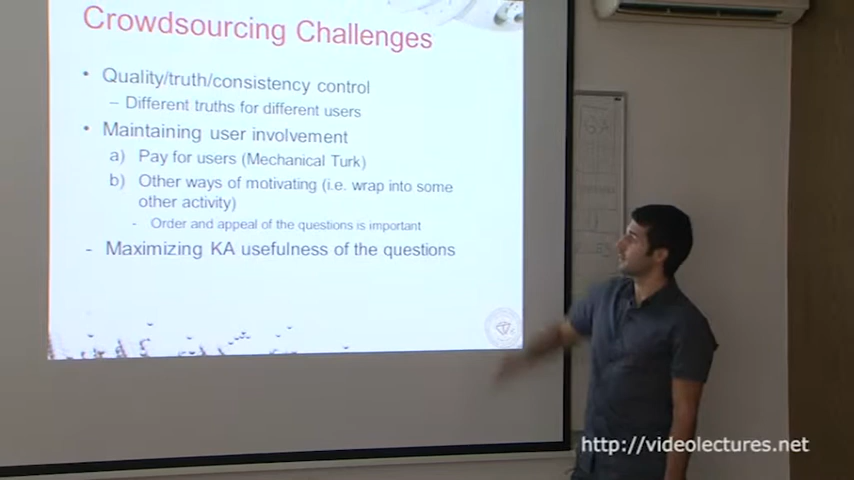 Crowdsourcing Challenges
• Quality/truth/consistency control
– Different truths for different users
• Maintaining user involvement
a) Pay for users (Mechanical Turk)
b) Other ways of motivating (i.e. wrap into some
other activity)
- Order and appeal of the questions is important
- Maximizing KA usefulness of the questions
http://videolectures.net